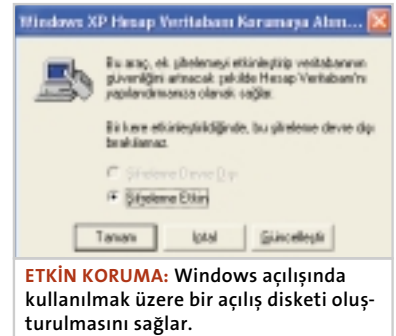 Windows XP Hesap Veritabanı Korumaya Alın...
Bu araç, ek şifrelemeyi etkinleştirip veritabanının
güvenliğini artıracak şekilde Hesap Veritabanı'nı
yapılandırmanıza olanak sağlar.
Bir kere etkinleştirildiğinde, bu şifreleme devre dışı
bırakılamaz.
Şifreleme Devre Dışı
Şifreleme Etkin
Tamam İptal Güncelleştir
ETKİN KORUMA: Windows açılışında
kullanılmak üzere bir açılış disketi oluş-
turulmasını sağlar.